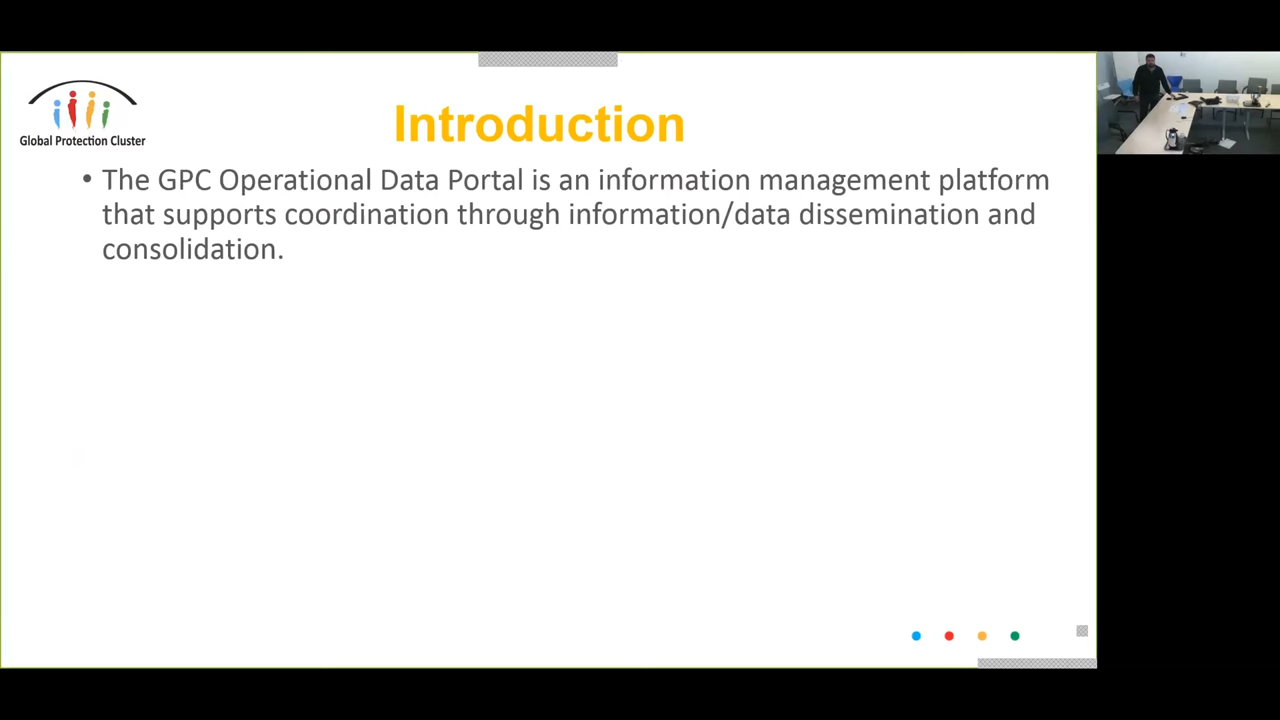 Global Protection Cluster
Introduction
• The GPC Operational Data Portal is an information management platform
that supports coordination through information/data dissemination and
consolidation.